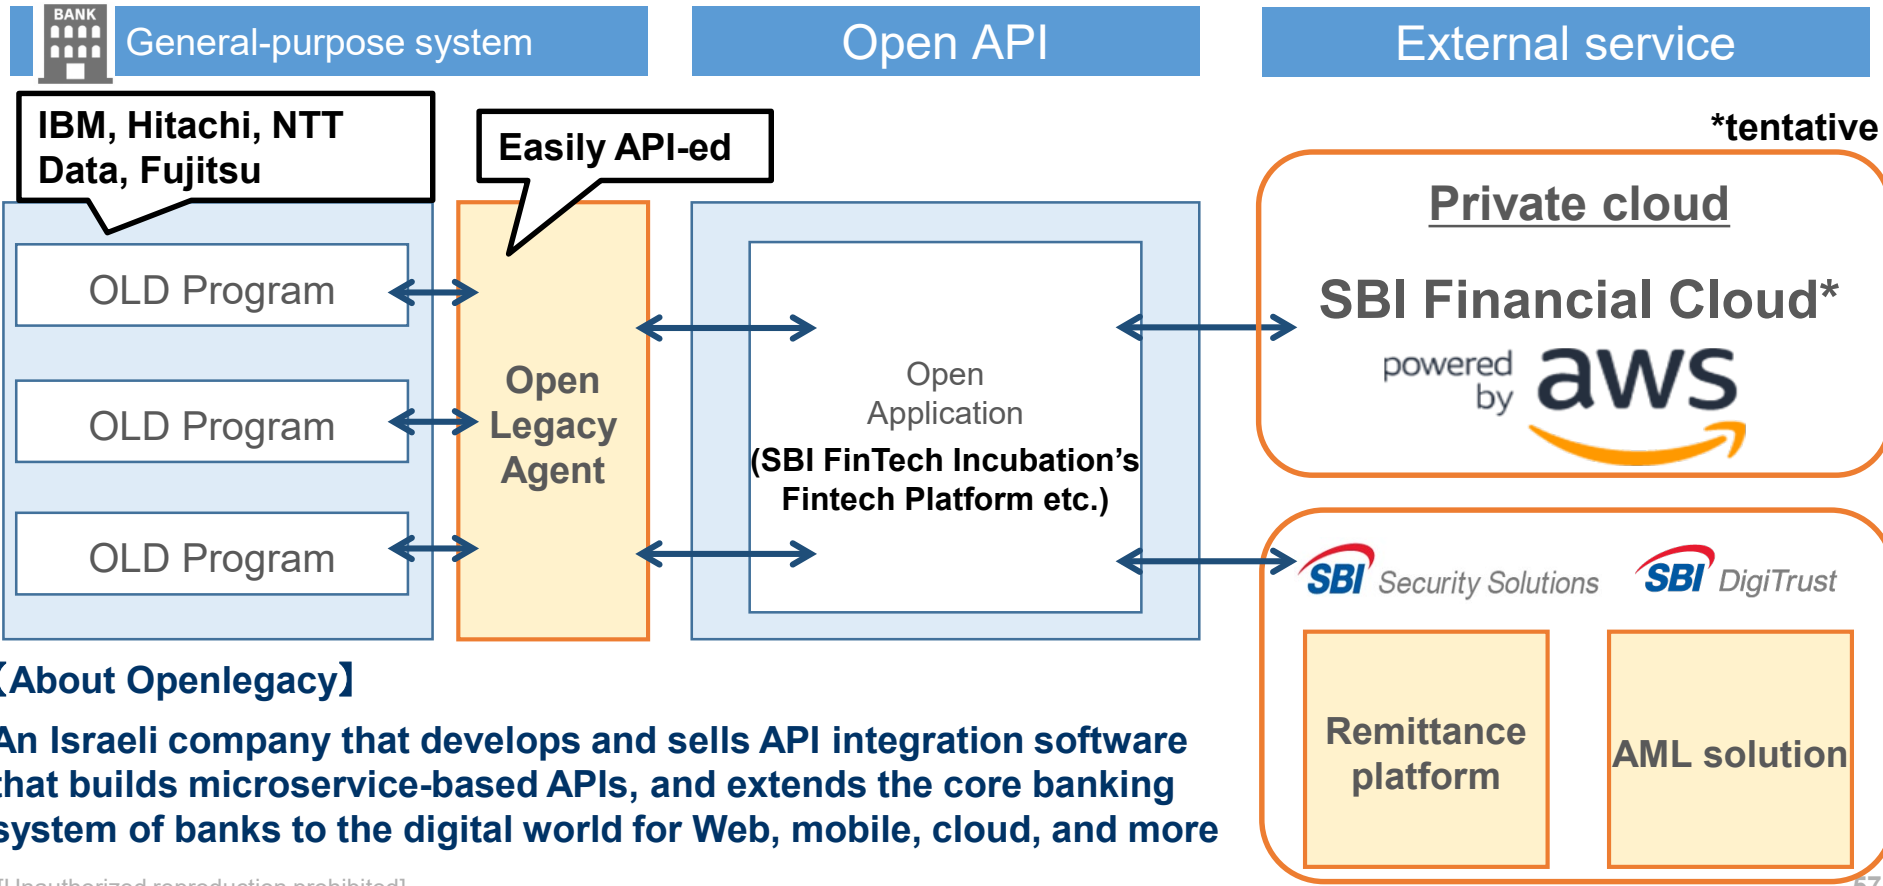 BANK
General-purpose system
Open API
External service
IBM, Hitachi, NTT
Data, Fujitsu
Easily API-ed
*tentative
OLD Program
OLD Program
OLD Program
Open
Legacy
Agent
Open
Application
(SBI FinTech Incubation's
Fintech Platform etc.)
Private cloud
SBI Financial Cloud*
powered
by aws
SBI Security Solutions
SBI DigiTrust
Remittance
platform
AML solution
【About Openlegacy】
An Israeli company that develops and sells API integration software
that builds microservice-based APIs, and extends the core banking
system of banks to the digital world for Web, mobile, cloud, and more
[Unauthorized reproduction prohibited]
57